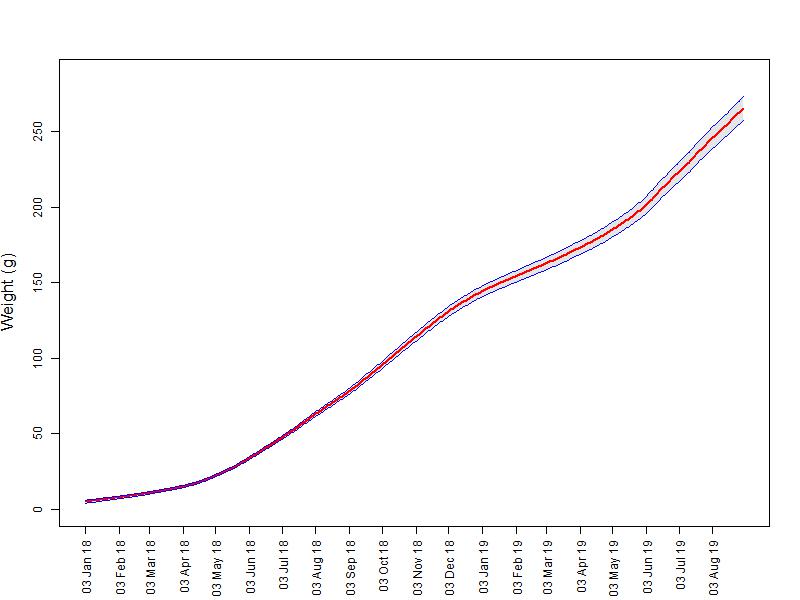 Weight (g)
250
200
150
100
50
0
03 Jan 18
03 Feb 18
03 Mar 18
03 Apr 18
03 May 18
03 Jun 18
03 Jul 18
03 Aug 18
03 Sep 18
03 Oct 18
03 Nov 18
03 Dec 18
03 Jan 19
03 Feb 19
03 Mar 19
03 Apr 19
03 May 19
03 Jun 19
03 Jul 19
03 Aug 19